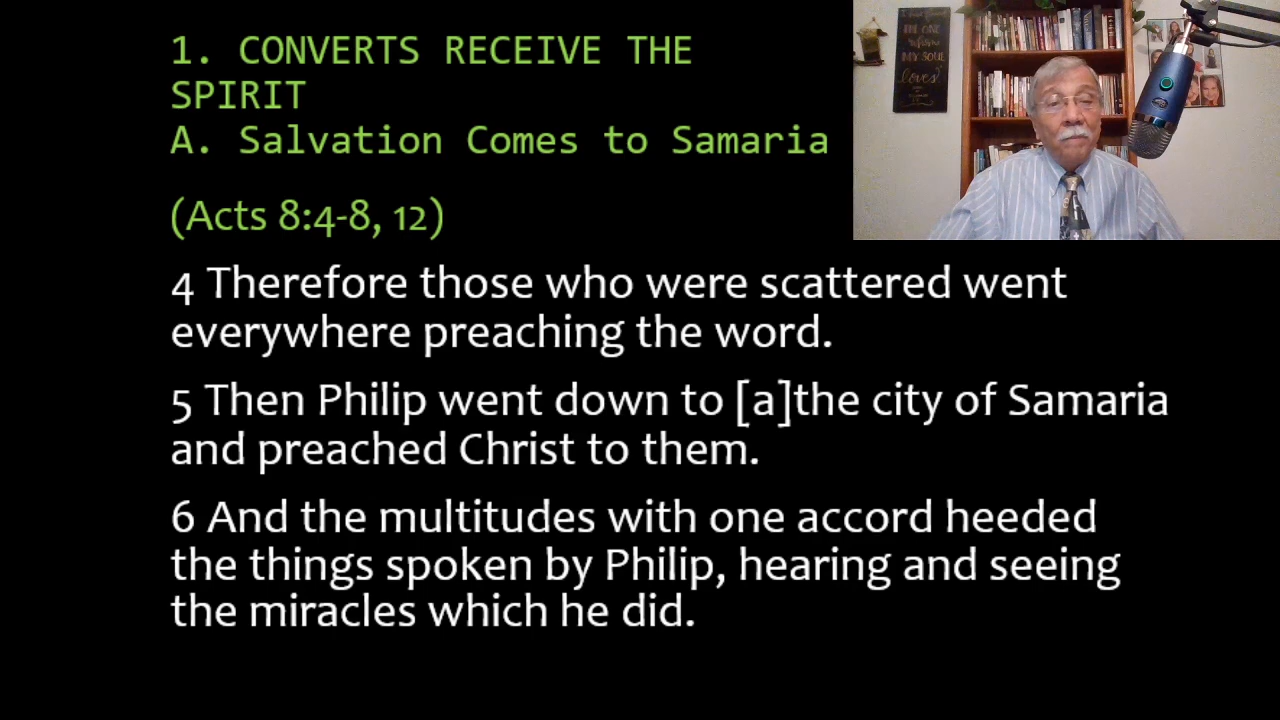 1. CONVERTS RECEIVE THE
SPIRIT
A. Salvation Comes to Samaria
(Acts 8:4-8, 12)
4 Therefore those who were scattered went
everywhere preaching the word.
5 Then Philip went down to [a]the city of Samaria
and preached Christ to them.
6 And the multitudes with one accord heeded
the things spoken by Philip, hearing and seeing
the miracles which he did.
MY SOUL
loves